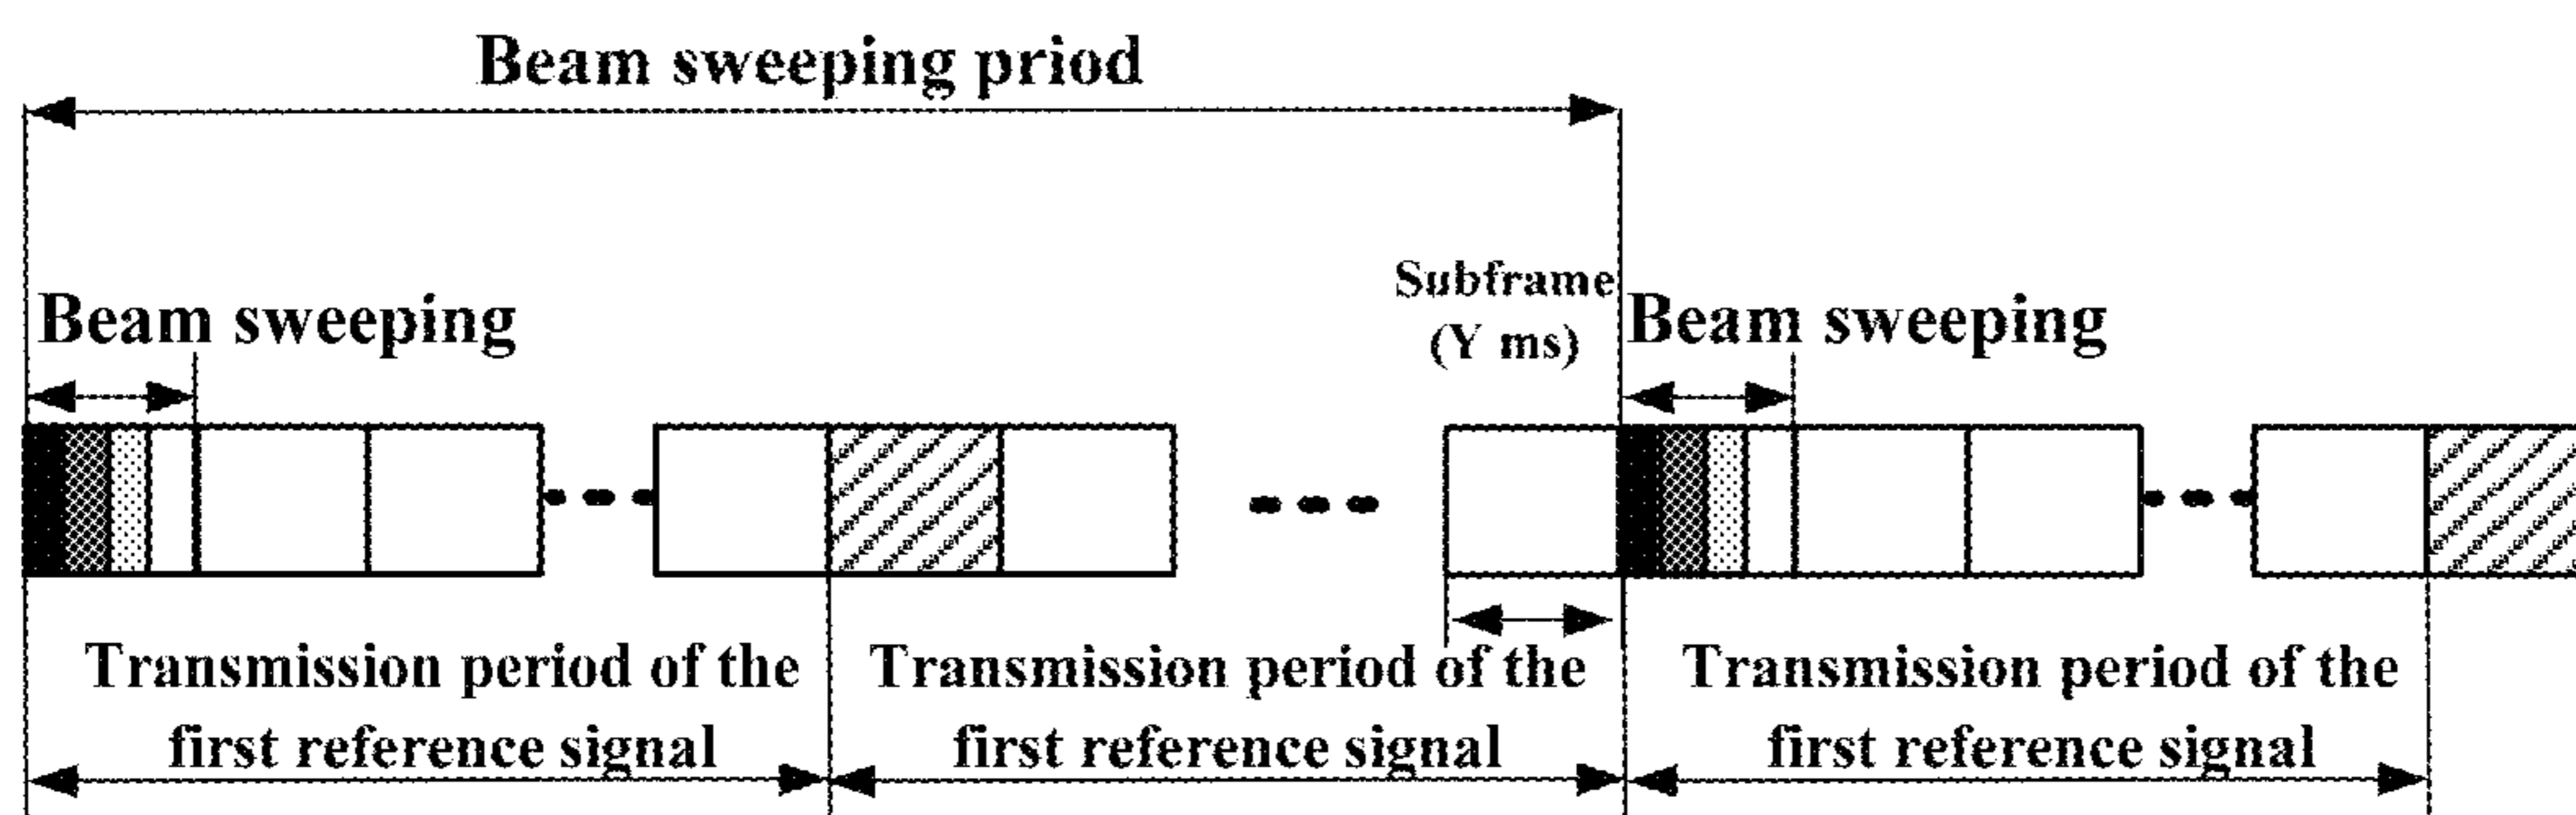 Beam sweeping priod
Subframe
(Y ms)
Beam sweeping
Beam sweeping
Transmission period of the
first reference signal
Transmission period of the
first reference signal
Transmission period of the
first reference signal